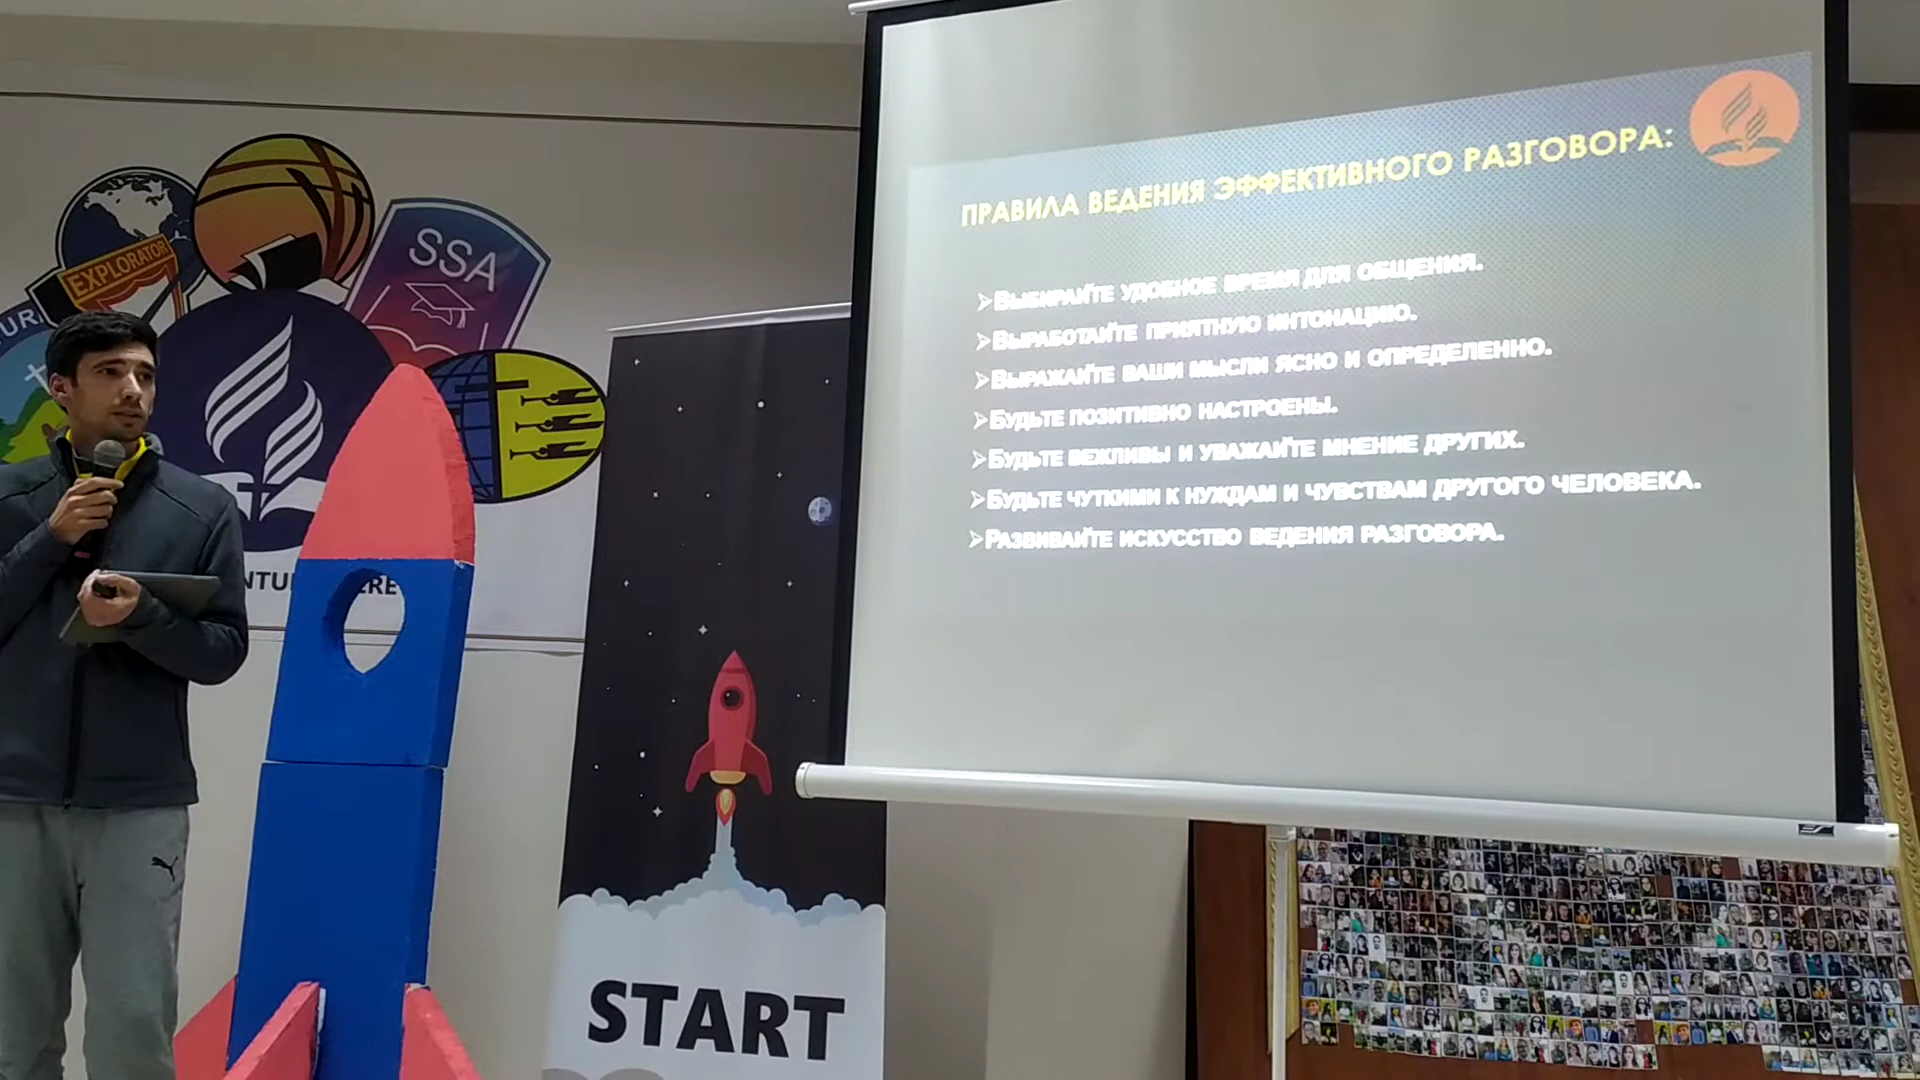 ПРАВИЛА ВЕДЕНИЯ ЭФФЕКТИВНОГО РАЗГОВОРА:
➢Выбирайте удобное время для общения.
➢Выработайте приятную интонацию.
➢Выражайте ваши мысли ясно и определенно.
➢Будьте позитивно настроены.
➢Будьте вежливы и уважайте мнение других.
➢Будьте чуткими к нуждам и чувствам другого человека.
➢Развивайте искусство ведения разговора.
EXPLORATOR
SSA
START